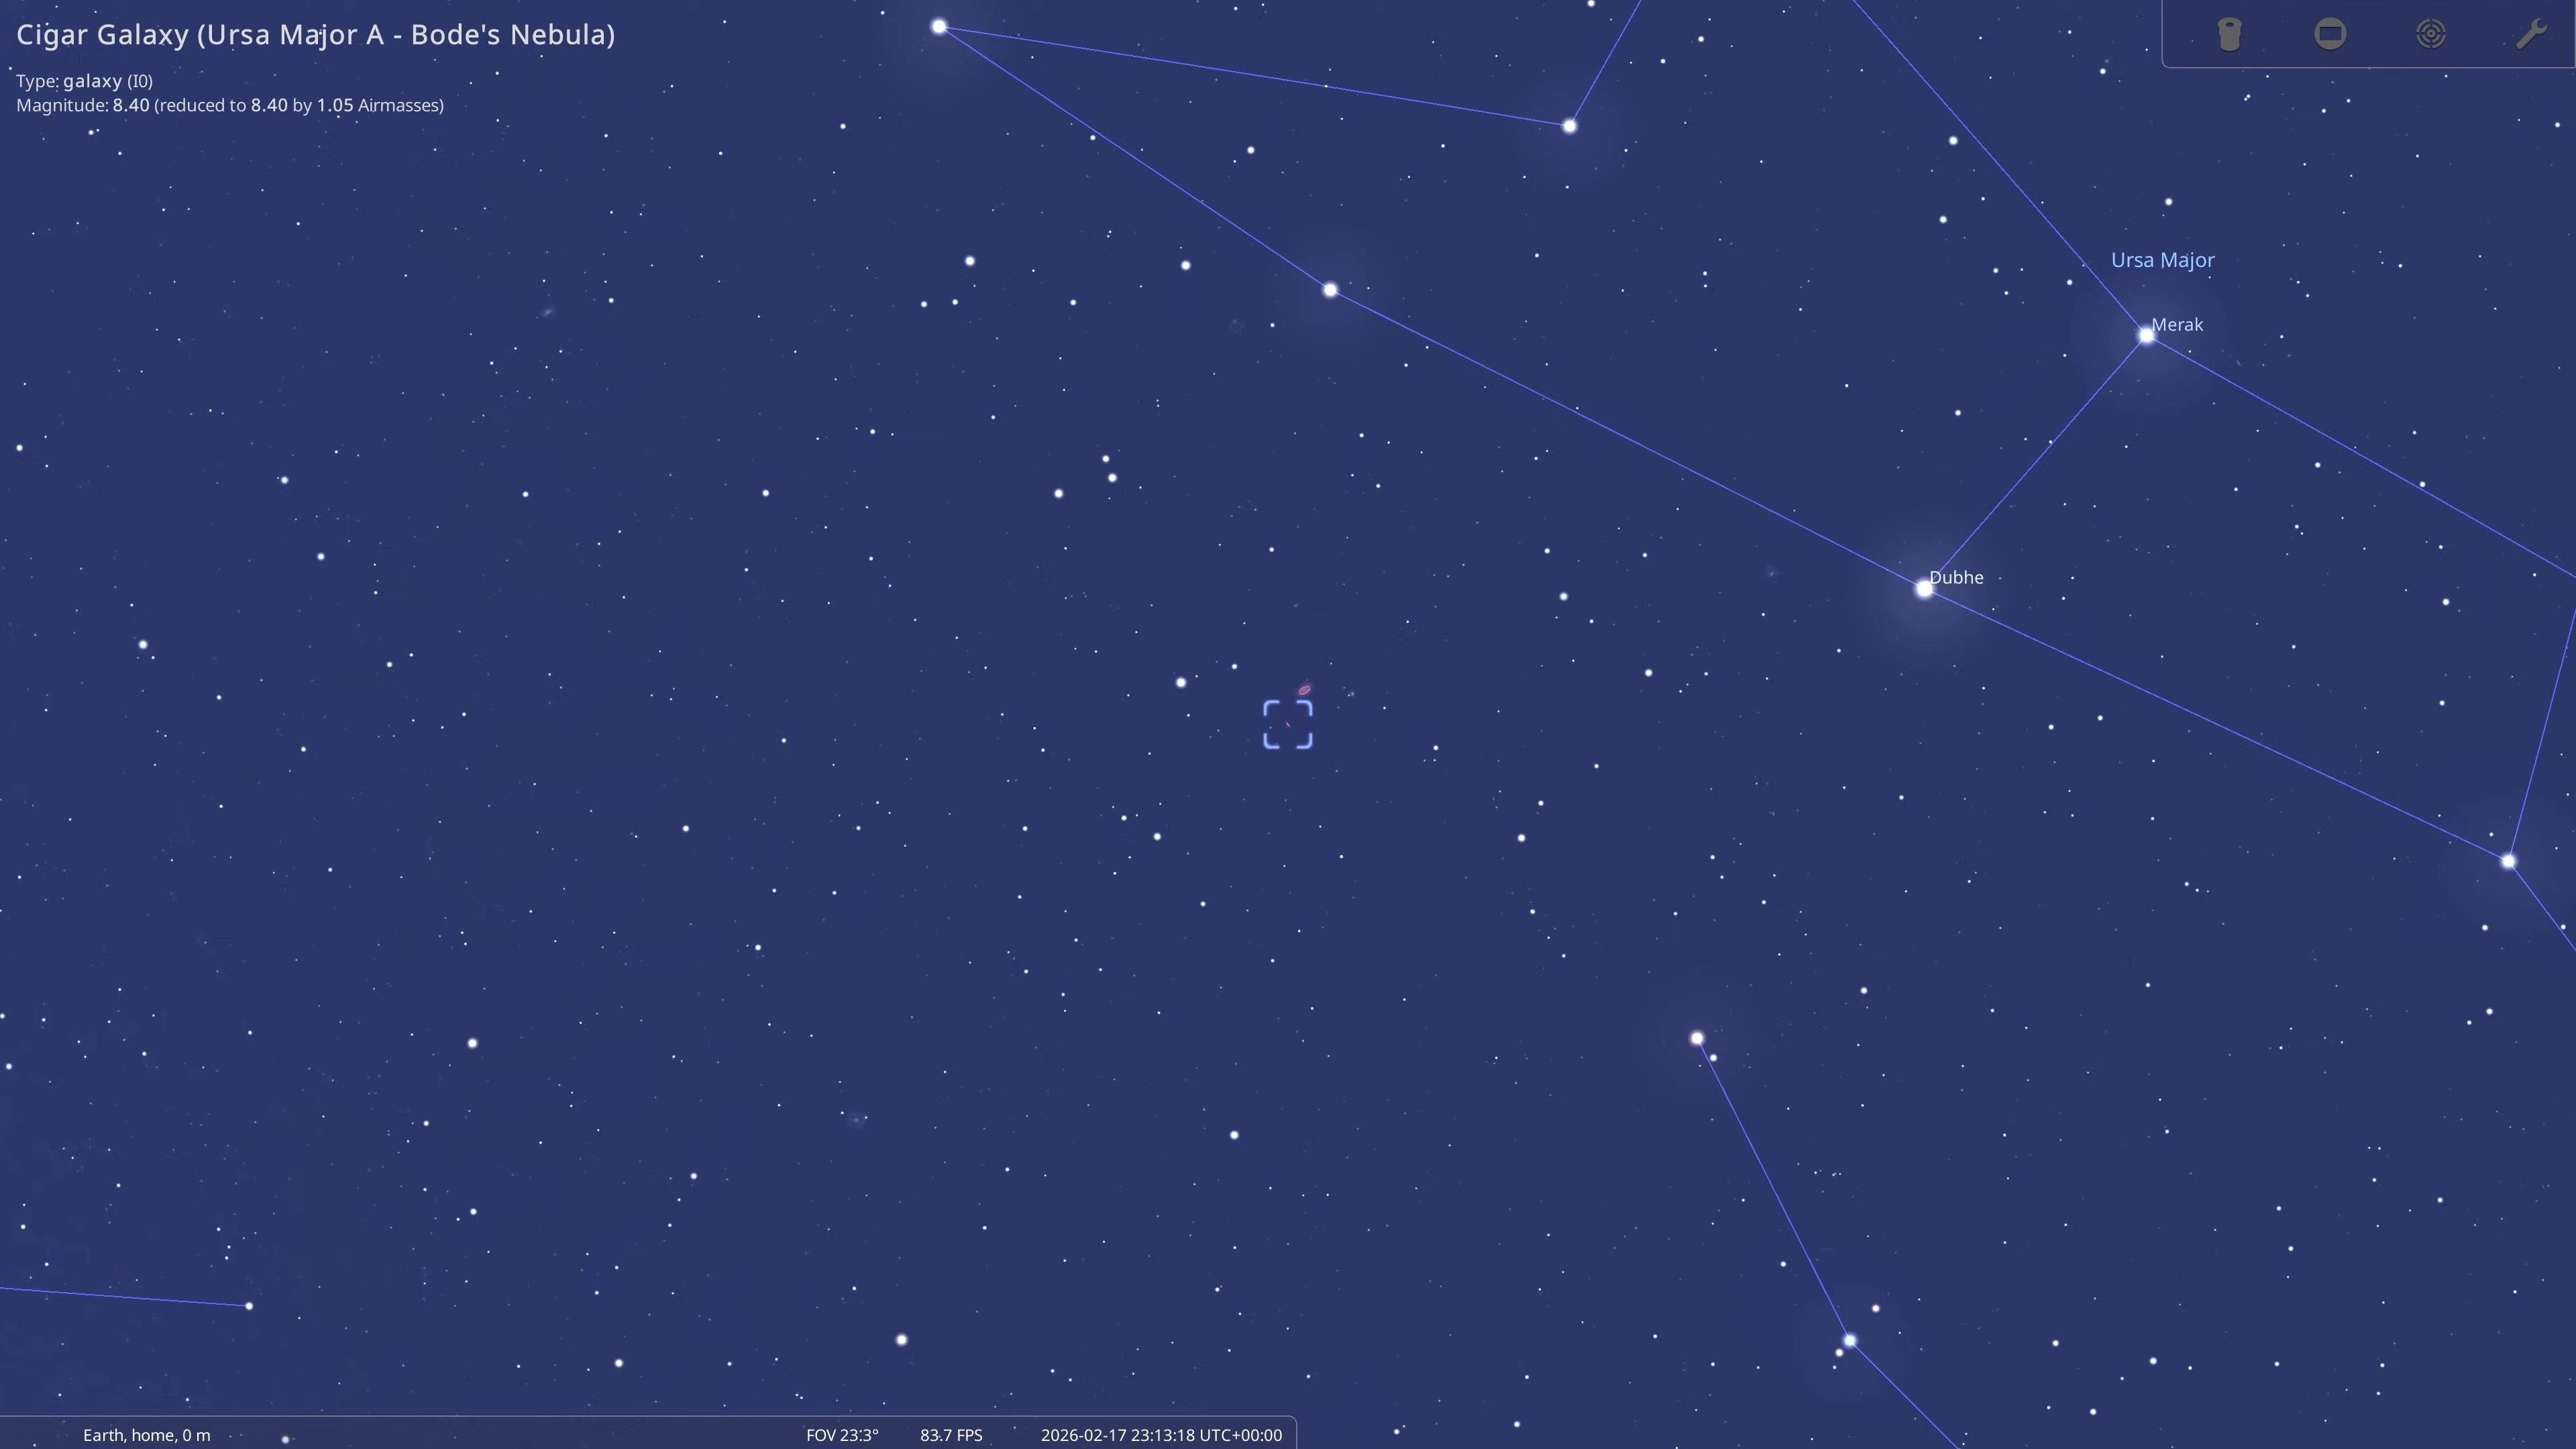 Cigar Galaxy (Ursa Major A - Bode's Nebula)
Type: galaxy (I0)
Magnitude: 8.40 (reduced to 8.40 by 1.05 Airmasses)
Ursa Major
Merak
Dubhe
Earth, home, 0 m FOV 23.3° 83.7 FPS 2026-02-17 23:13:18 UTC+00:00